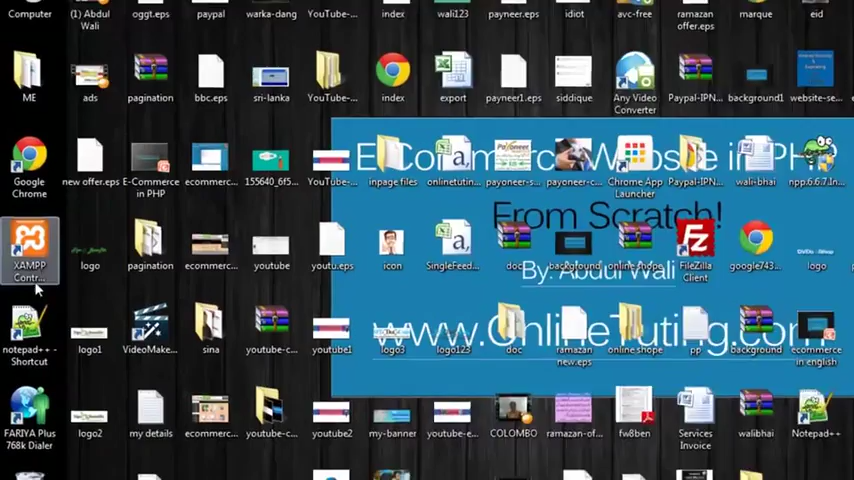 Computer
(1) Abdul Wali
oggt.eps
paypal
warka-dang
YouTube-...
index
wali123
payneer.eps
idiot
avc-free
ramazan offer.eps
marque
eid
ME
ads
pagination
bbc.eps
sri-lanka
YouTube-...
index
export
payneer1.eps
siddique
Any Video Converter
Paypal-IPN...
background1
website-se...
E-Commerce Website in PHP
From Scratch!
By: Abdul Wali
www.OnlineTuting.com
Google Chrome
new offer.eps
E-Commerce in PHP
ecommerc...
155640_6f5...
YouTube-...
inpage files
onlinetutin...
payoneer-s...
payoneer-c...
Chrome App Launcher
Paypal-IPN...
wali-bhai
npp.6.6.7.In...
XAMPP Contr...
logo
pagination
ecommerc...
youtube
youtu.eps
icon
SingleFeed...
doc
background
online shope
FileZilla Client
google743...
logo
notepad++ - Shortcut
logo1
VideoMake...
sina
youtube-c...
youtube1
logo3
logo123
doc
ramazan new.eps
online shope
pp
background
ecommerce in english
FARIYA Plus 768k Dialer
logo2
my details
ecommerc...
youtube-c...
youtube2
my-banner
youtube-e...
COLOMBO
ramazan-of...
fw8ben
Services Invoice
walibhai
Notepad++